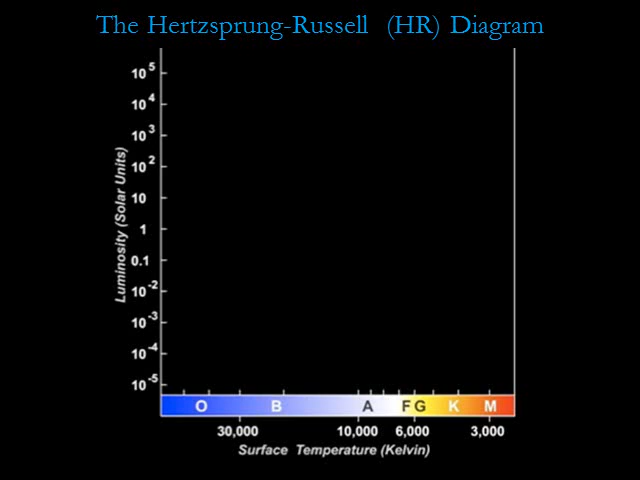 The Hertzsprung-Russell (HR) Diagram
10^5
10^4
10^3
10^2
10
1
0.1
10^-2
10^-3
10^-4
10^-5
Luminosity (Solar Units)
O B A F G K M
30,000 10,000 6,000 3,000
Surface Temperature (Kelvin)